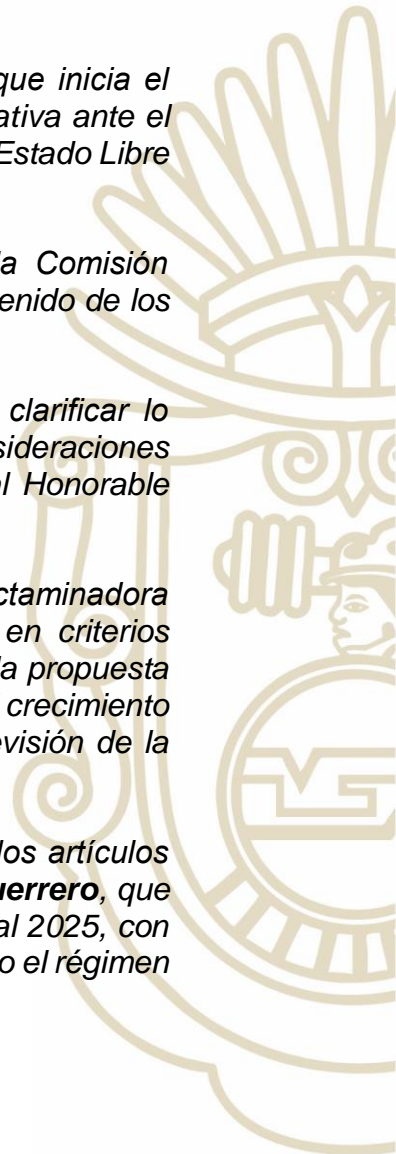 que inicia el
ativa ante el
Estado Libre
a Comisión
enido de los
clarificar lo
sideraciones
l Honorable
ctaminadora
en criterios
la propuesta
crecimiento
evisión de la
los artículos
uerrero, que
al 2025, con
o el régimen